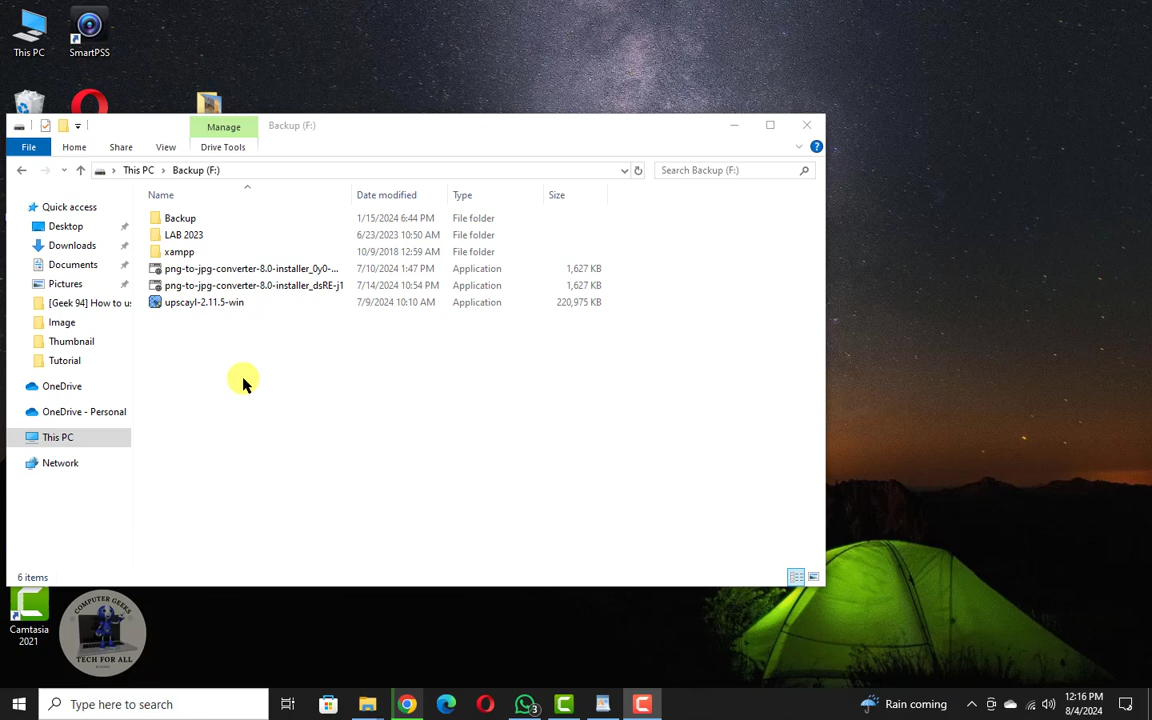 This PC
SmartPSS
Manage
Backup (F:)
File
Home
Share
View
Drive Tools
This PC
Backup (F:)
Search Backup (F:)
Name
Date modified
Type
Size
Quick access
Desktop
Downloads
Documents
Pictures
[Geek 94] How to us
Image
Thumbnail
Tutorial
OneDrive
OneDrive - Personal
This PC
Network
Backup
1/15/2024 6:44 PM
File folder
LAB 2023
6/23/2023 10:50 AM
File folder
xampp
10/9/2018 12:59 AM
File folder
png-to-jpg-converter-8.0-installer_0y0-...
7/10/2024 1:47 PM
Application
1,627 KB
png-to-jpg-converter-8.0-installer_dsRE-j1
7/14/2024 10:54 PM
Application
1,627 KB
upscayl-2.11.5-win
7/9/2024 10:10 AM
Application
220,975 KB
6 items
Camtasia
2021
COMPUTER GEEKS
TECH FOR ALL
Type here to search
3
Rain coming
12:16 PM
8/4/2024